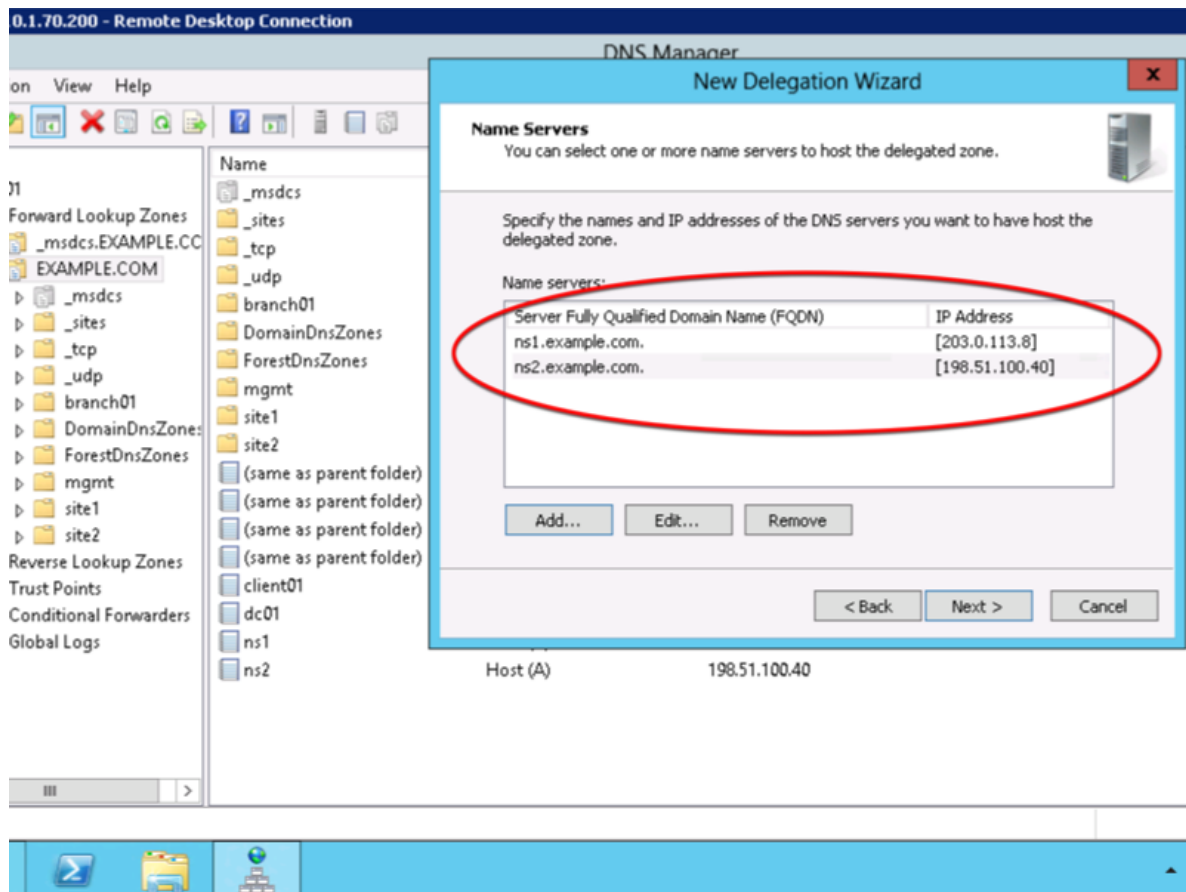 0.1.70.200 - Remote Desktop Connection
DNS Manager
on View Help
New Delegation Wizard
x
Name Servers
You can select one or more name servers to host the delegated zone.
Specify the names and IP addresses of the DNS servers you want to have host the
delegated zone.
Name servers:
Server Fully Qualified Domain Name (FQDN) IP Address
ns1.example.com. [203.0.113.8]
ns2.example.com. [198.51.100.40]
Add... Edit... Remove
< Back Next > Cancel
01
Forward Lookup Zones
_msdcs.EXAMPLE.CC
EXAMPLE.COM
_msdcs
_sites
_tcp
_udp
branch01
DomainDnsZone:
ForestDnsZones
mgmt
site1
site2
Reverse Lookup Zones
Trust Points
Conditional Forwarders
Global Logs
Name
_msdcs
_sites
_tcp
_udp
branch01
DomainDnsZones
ForestDnsZones
mgmt
site1
site2
(same as parent folder)
(same as parent folder)
(same as parent folder)
(same as parent folder)
client01
dc01
ns1
ns2 Host (A) 198.51.100.40